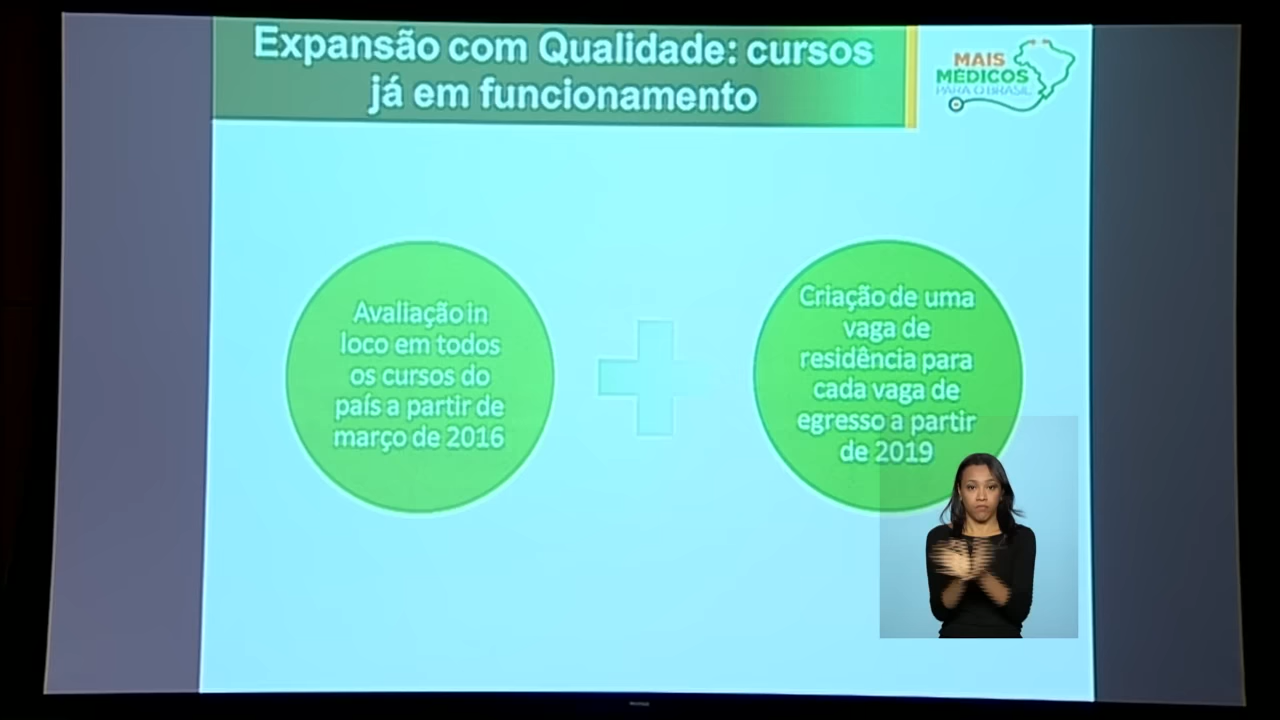 Expansão com Qualidade: cursos
já em funcionamento
MAIS
MÉDICOS
PARA O BRASIL
Avaliação in
loco em todos
os cursos do
país a partir de
março de 2016
Criação de uma
vaga de
residência para
cada vaga de
egresso a partir
de 2019